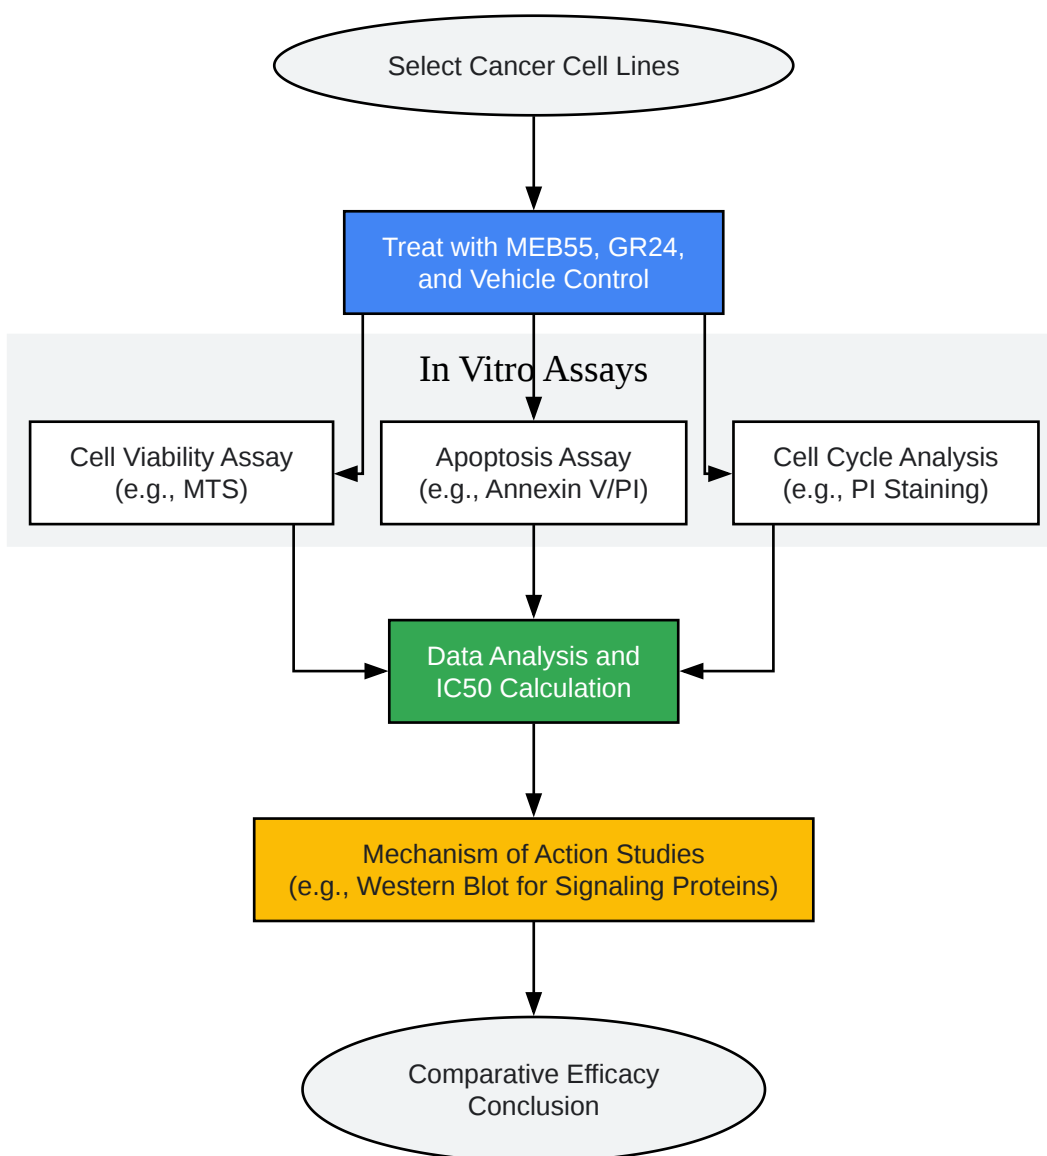 Select Cancer Cell Lines
Treat with MEB55, GR24,
and Vehicle Control
In Vitro Assays
Cell Viability Assay
(e.g., MTS)
Apoptosis Assay
(e.g., Annexin V/PI)
Cell Cycle Analysis
(e.g., PI Staining)
Data Analysis and
IC50 Calculation
Mechanism of Action Studies
(e.g., Western Blot for Signaling Proteins)
Comparative Efficacy
Conclusion